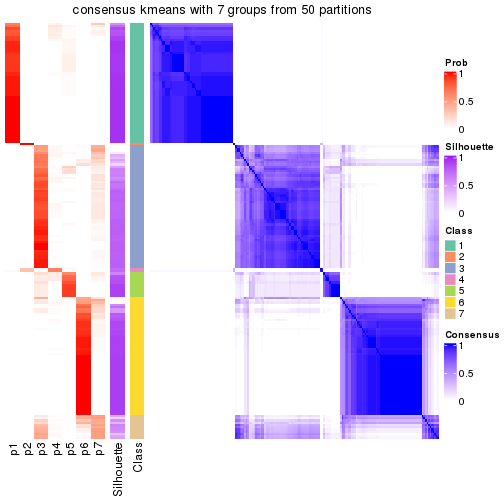 consensus kmeans with 7 groups from 50 partitions
Prob
1
0.5
0
Silhouette
1
0.5
0
Class
1
2
3
4
5
6
7
Consensus
1
0.5
0
p1
p2
p3
p4
p5
p6
p7
Silhouette
Class